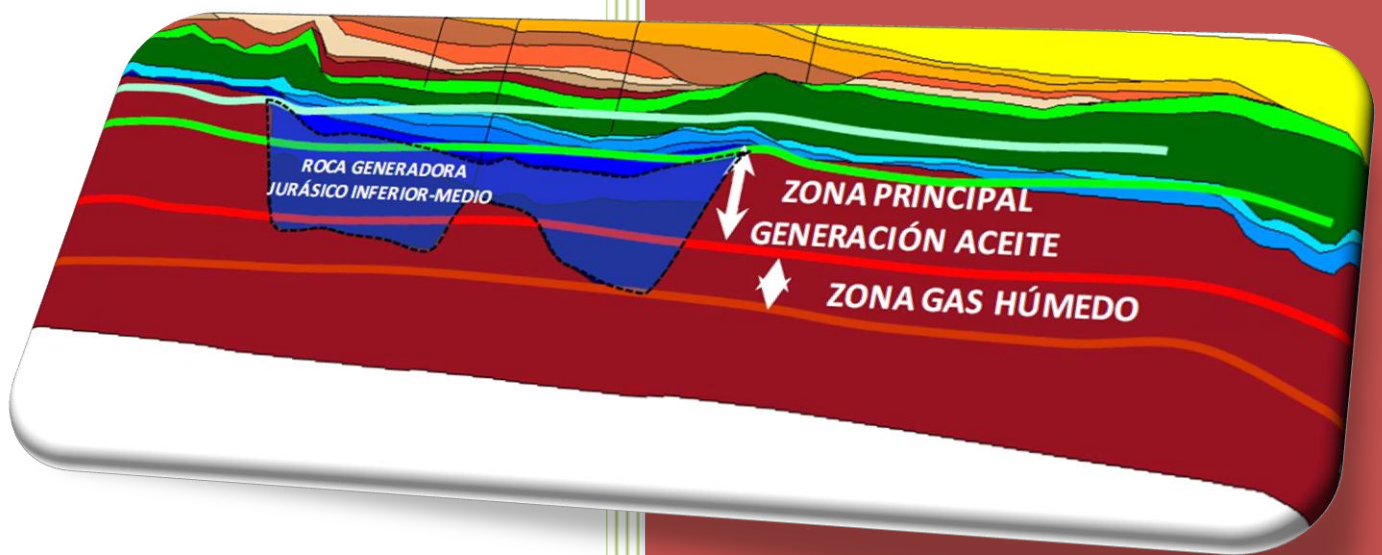 ROCA GENERADORA
JURÁSICO INFERIOR-MEDIO
ZONA PRINCIPAL
GENERACIÓN ACEITE
ZONA GAS HÚMEDO